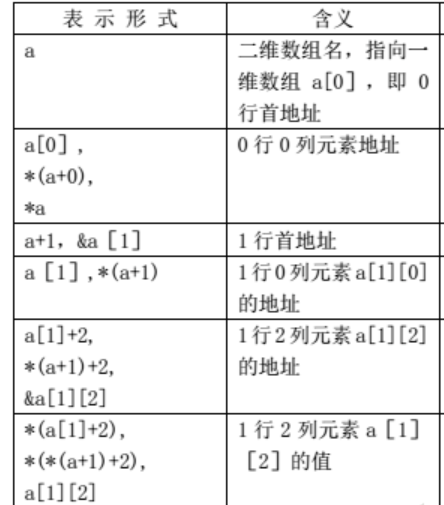 表 示 形 式
含义
a
二维数组名，指向一
维数组 a[0]，即 0
行首地址
a[0]，
*(a+0),
*a
0 行 0 列元素地址
a+1，&a［1］
1 行首地址
a［1］,*(a+1)
1行0列元素a[1][0]
的地址
a[1]+2,
*(a+1)+2,
&a[1][2]
1行2列元素a[1][2]
的地址
*(a[1]+2),
*(*(a+1)+2),
a[1][2]
1 行 2 列元素 a［1］
［2］的值